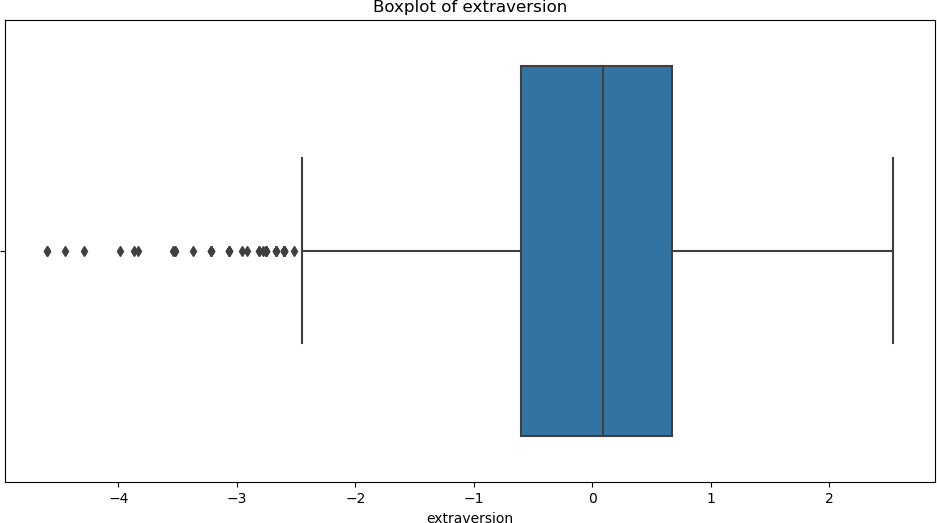 Boxplot of extraversion
−4 −3 −2 −1 0 1 2
extraversion